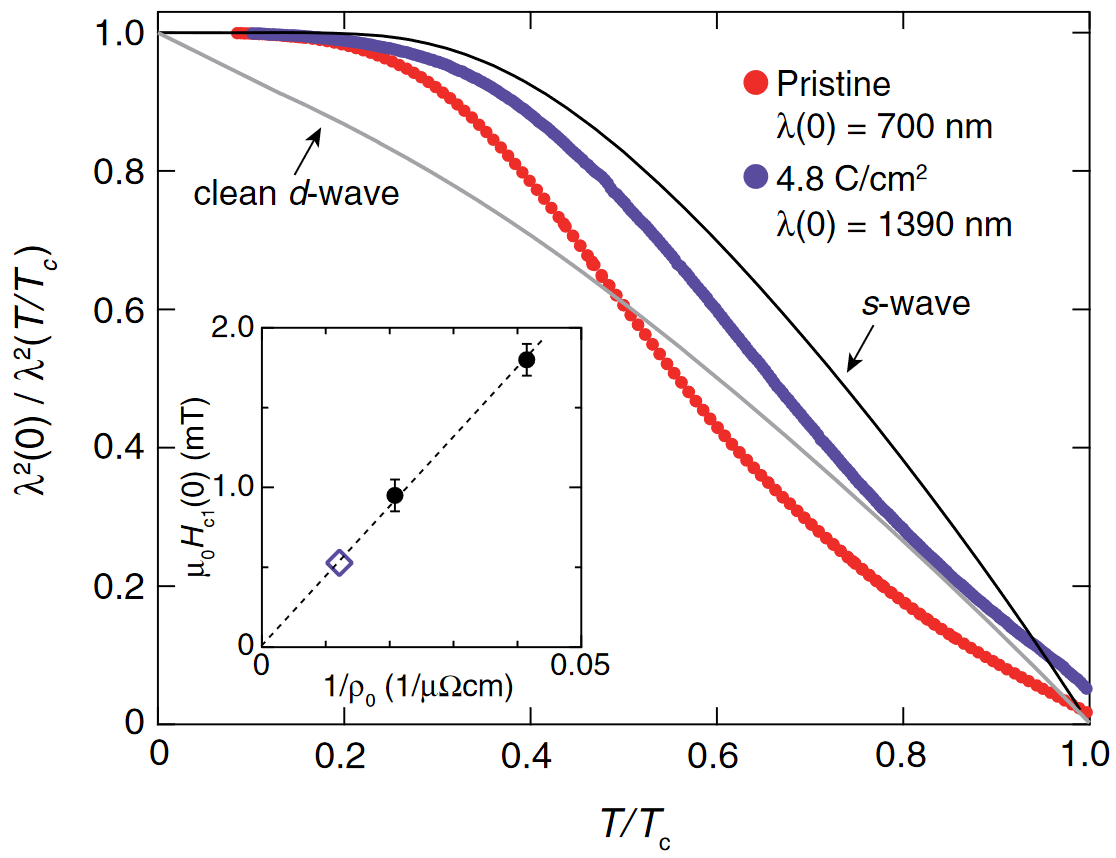 1.0
0.8
0.6
0.4
0.2
0
λ²(0) / λ²(T/Tc)
Pristine
λ(0) = 700 nm
4.8 C/cm²
λ(0) = 1390 nm
clean d-wave
s-wave
2.0
1.0
0
μ₀Hc1(0) (mT)
0
0.05
1/ρ₀ (1/μΩcm)
0
0.2
0.4
0.6
0.8
1.0
T/Tc